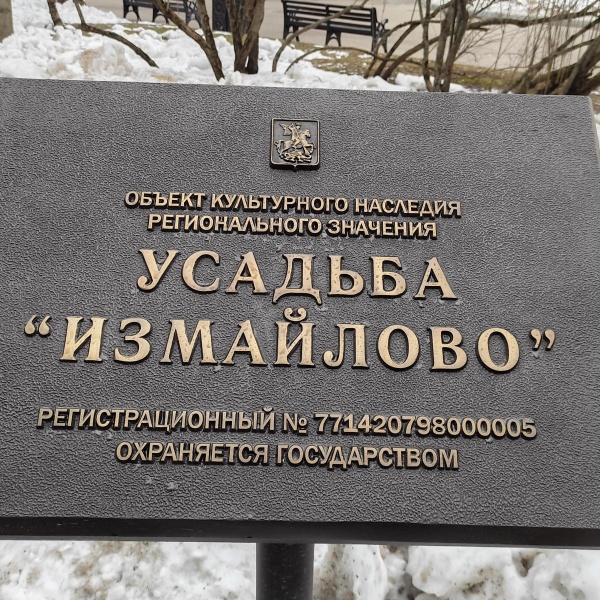 ОБЪЕКТ КУЛЬТУРНОГО НАСЛЕДИЯ
РЕГИОНАЛЬНОГО ЗНАЧЕНИЯ
УСАДЬБА
“ИЗМАЙЛОВО”
РЕГИСТРАЦИОННЫЙ № 771420798000005
ОХРАНЯЕТСЯ ГОСУДАРСТВОМ